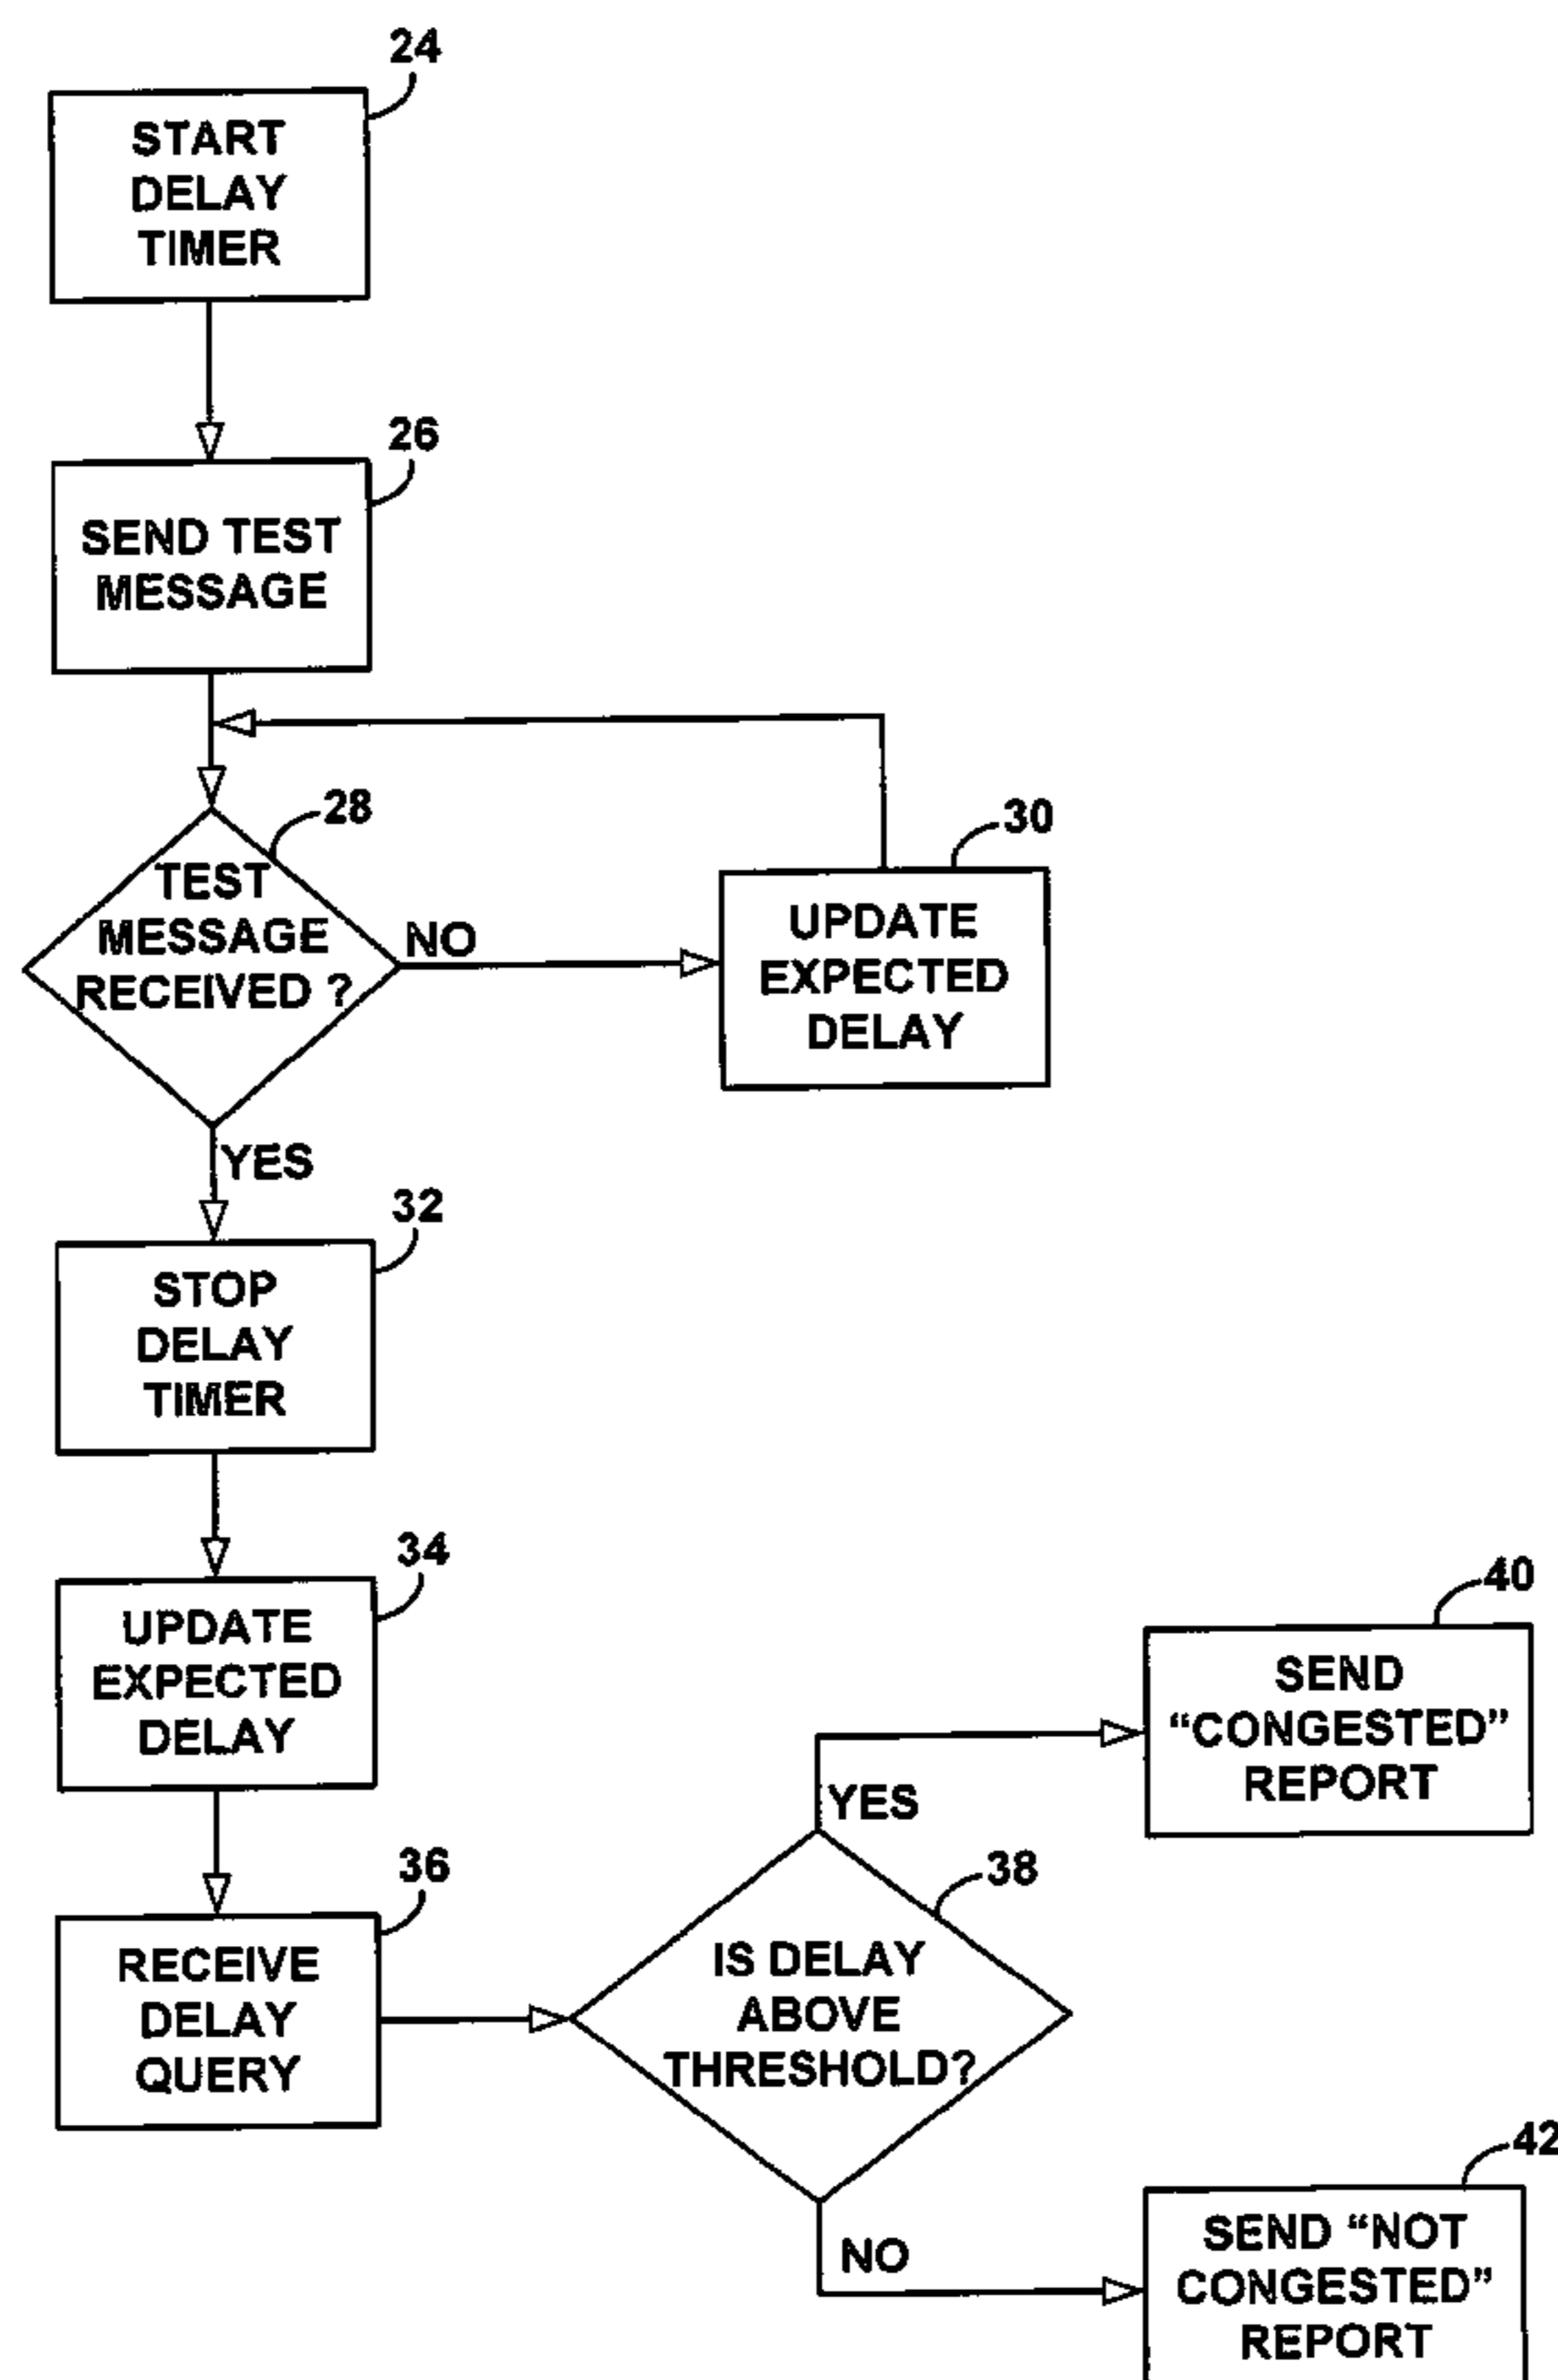 24
START
DELAY
TIMER
26
SEND TEST
MESSAGE
28
TEST
MESSAGE
RECEIVED ?
NO
30
UPDATE
EXPECTED
DELAY
YES
32
STOP
DELAY
TIMER
34
UPDATE
EXPECTED
DELAY
36
RECEIVE
DELAY
QUERY
38
IS DELAY
ABOVE
THRESHOLD?
YES
40
SEND
“CONGESTED”
REPORT
NO
42
SEND “NOT
CONGESTED”
REPORT